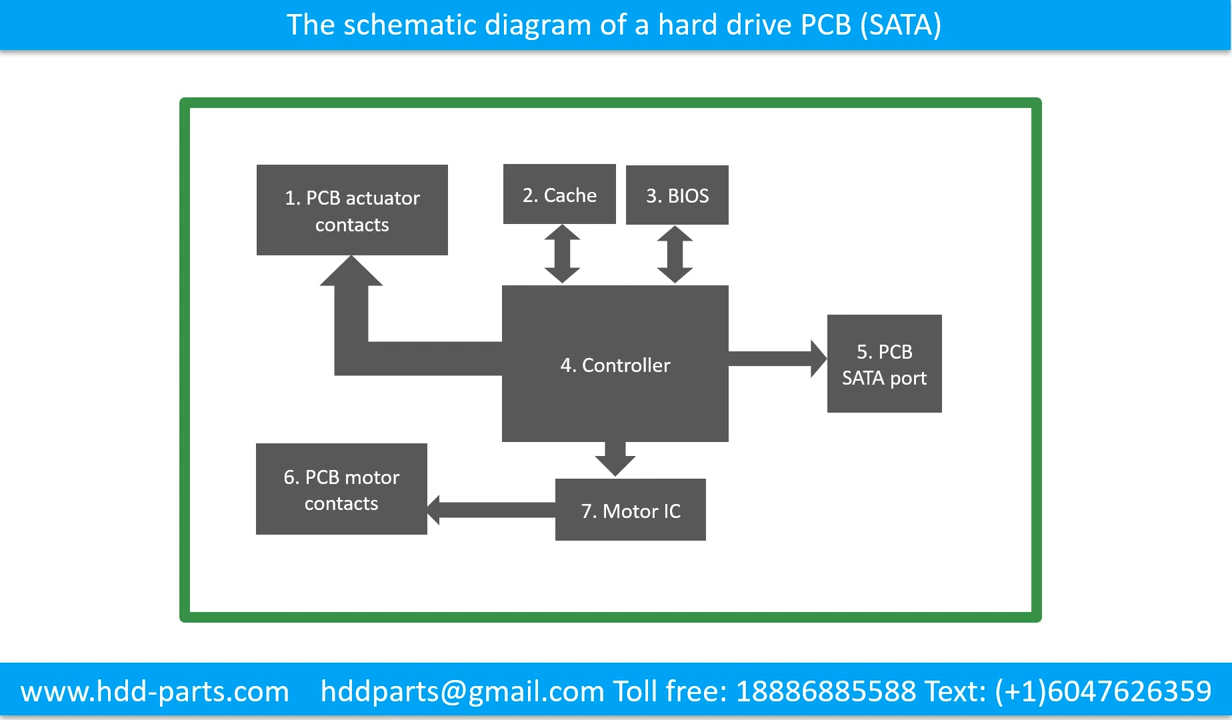 The schematic diagram of a hard drive PCB (SATA)
1. PCB actuator
contacts
2. Cache
3. BIOS
4. Controller
5. PCB
SATA port
6. PCB motor
contacts
7. Motor IC
www.hdd-parts.com hddparts@gmail.com Toll free: 18886885588 Text: (+1)6047626359